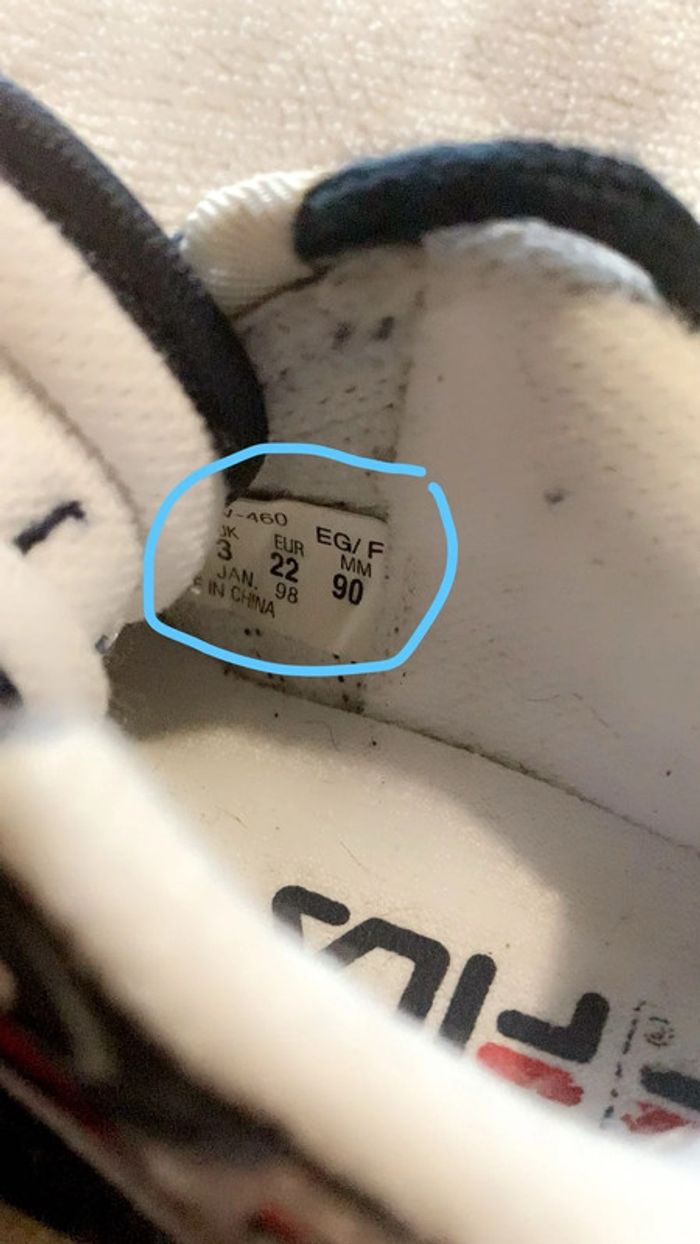 -460
EG/ F
UK EUR MM
3 22 90
JAN. 98
IN CHINA
FILA